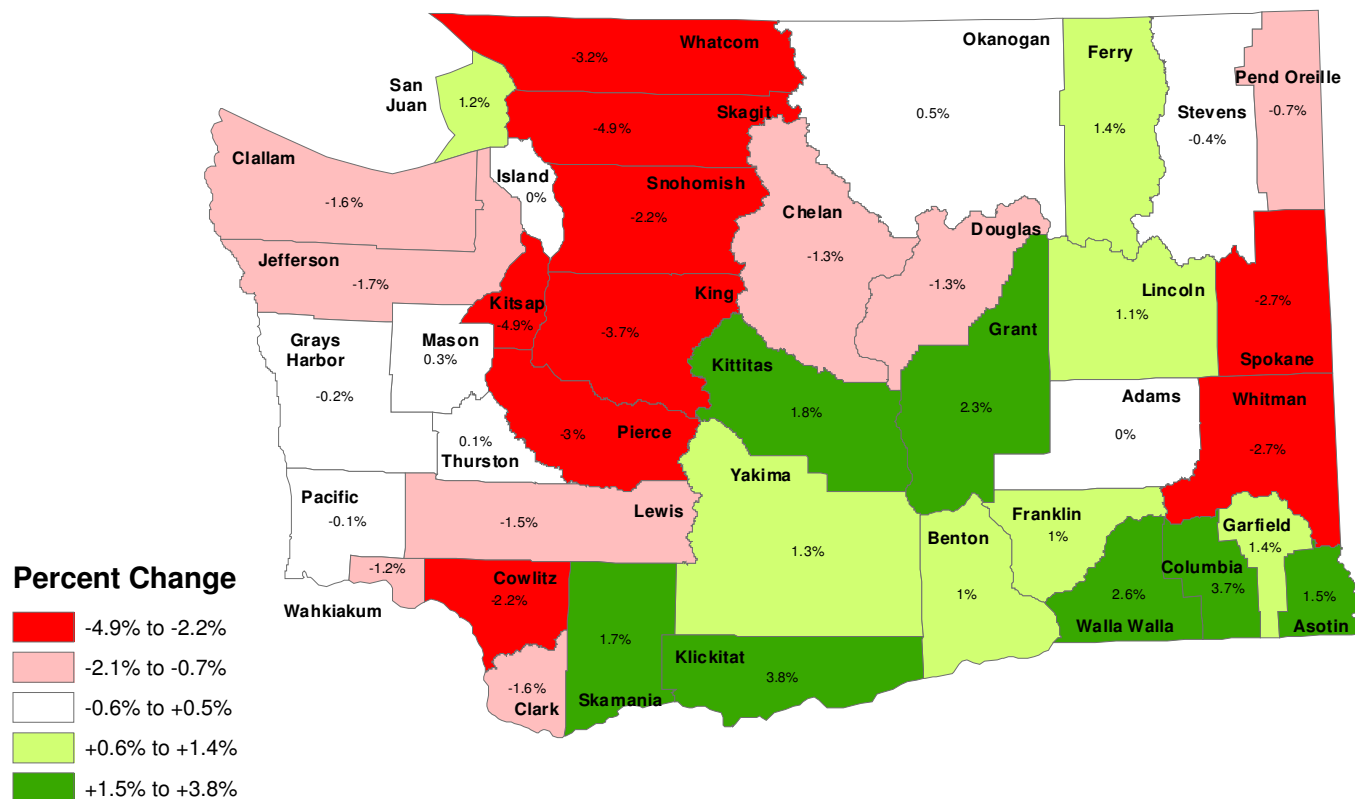 Whatcom
-3.2%
Okanogan
0.5%
Ferry
1.4%
Stevens
-0.4%
Pend Oreille
-0.7%
San
Juan
1.2%
Skagit
-4.9%
Clallam
-1.6%
Island
0%
Snohomish
-2.2%
Chelan
-1.3%
Douglas
-1.3%
Jefferson
-1.7%
Kitsap
-4.9%
King
-3.7%
Grant
2.3%
Lincoln
1.1%
-2.7%
Spokane
Grays
Harbor
-0.2%
Mason
0.3%
Kittitas
1.8%
Adams
0%
Whitman
-2.7%
0.1%
Thurston
-3%
Pierce
Yakima
1.3%
Pacific
-0.1%
Lewis
-1.5%
Benton
1%
Franklin
1%
Garfield
1.4%
Columbia
3.7%
2.6%
Walla Walla
1.5%
Asotin
-1.2%
Wahkiakum
Cowlitz
-2.2%
1.7%
Skamania
Klickitat
3.8%
-1.6%
Clark
Percent Change
-4.9% to -2.2%
-2.1% to -0.7%
-0.6% to +0.5%
+0.6% to +1.4%
+1.5% to +3.8%